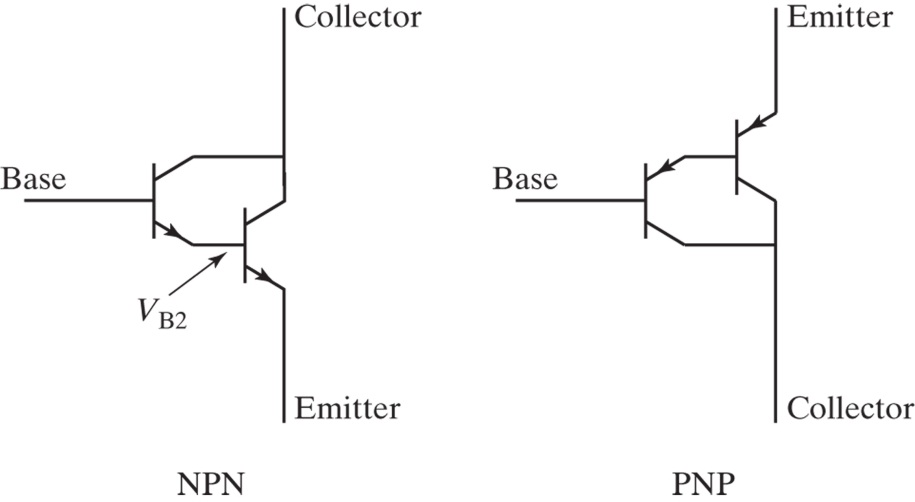 Collector
Emitter
Base
Base
V_B2
Emitter
Collector
NPN
PNP